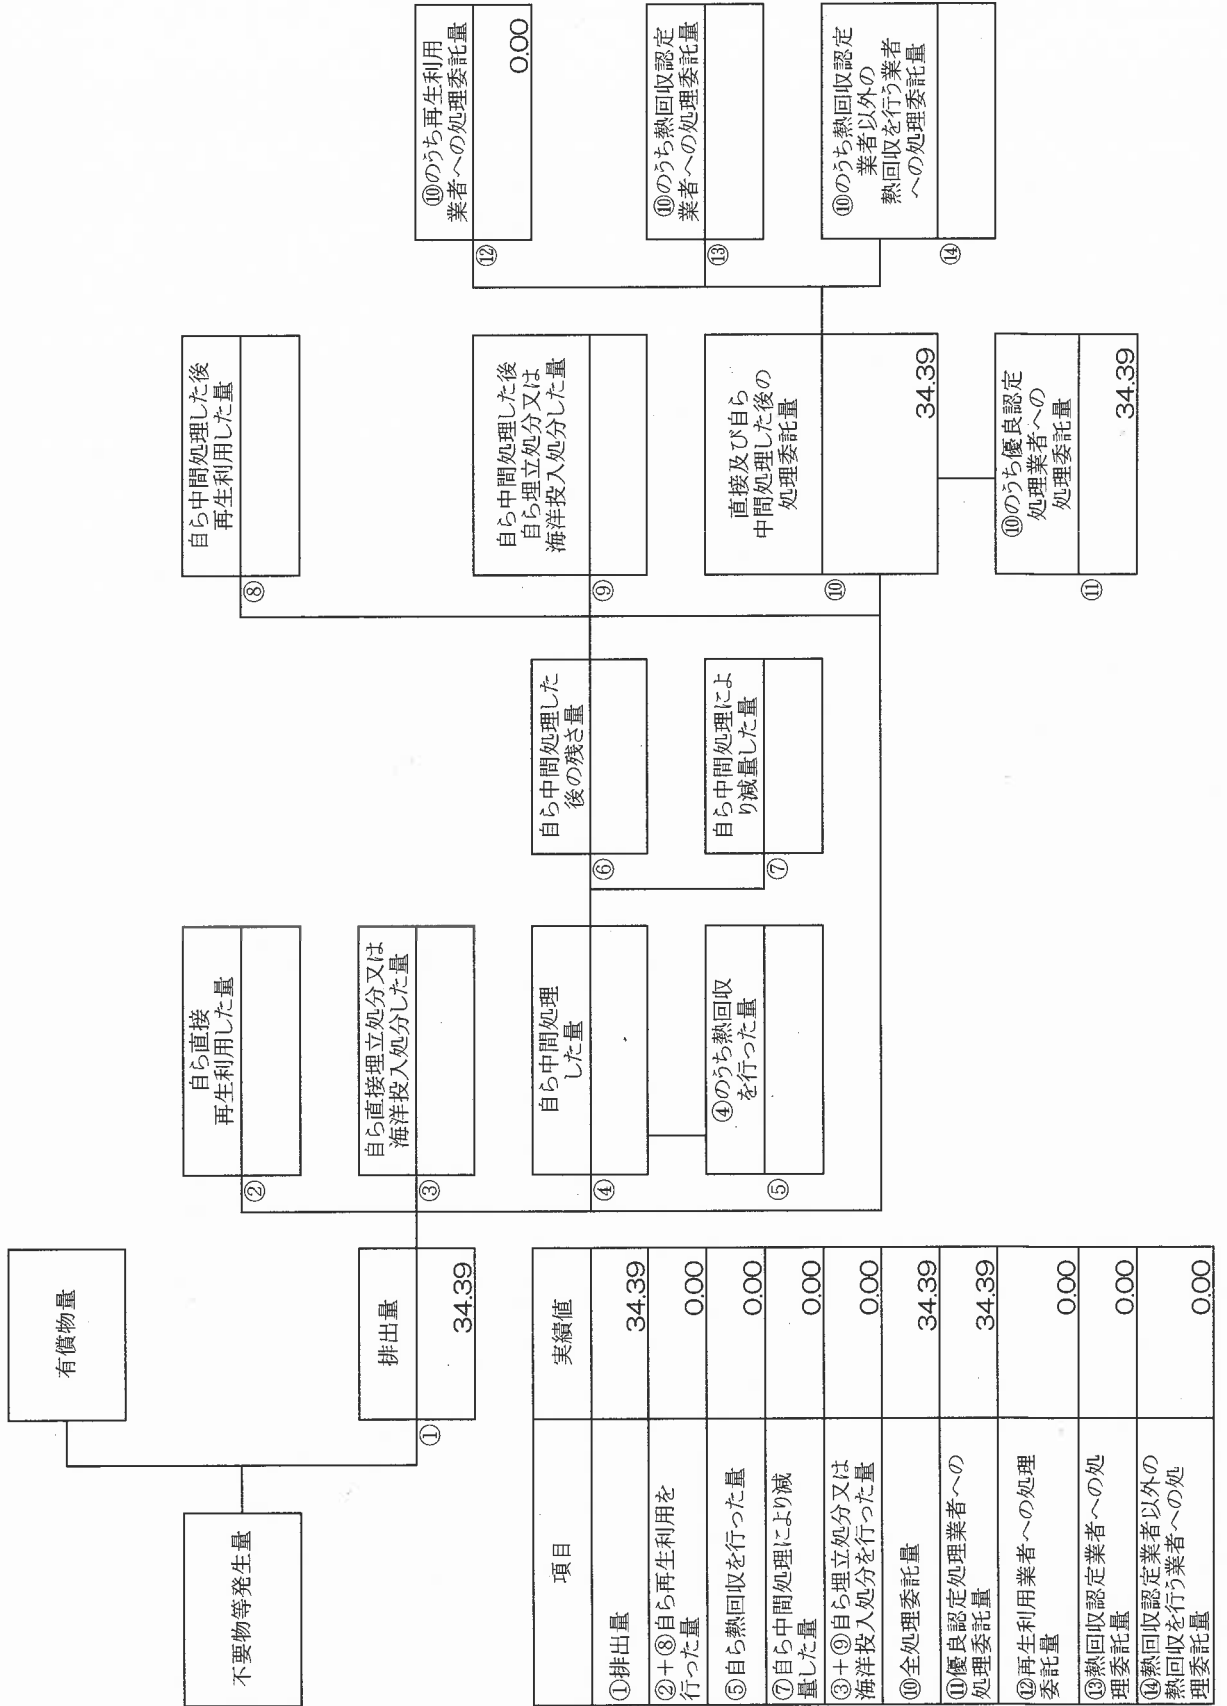 不要物等発生量
有償物量
排出量
①
34.39
自ら直接
再生利用した量
②
自ら直接埋立処分又は
海洋投入処分した量
③
自ら中間処理
した量
④
④のうち熱回収
を行った量
⑤
自ら中間処理した
後の残さ量
⑥
自ら中間処理によ
り減量した量
⑦
自ら中間処理した後
再生利用した量
⑧
自ら中間処理した後
自ら埋立処分又は
海洋投入処分した量
⑨
直接及び自ら
中間処理した後の
処理委託量
⑩
34.39
⑩のうち優良認定
処理業者への
処理委託量
⑪
34.39
⑩のうち再生利用
業者への処理委託量
⑫
0.00
⑩のうち熱回収認定
業者への処理委託量
⑬
⑩のうち熱回収認定
業者以外の
熱回収を行う業者
への処理委託量
⑭
項目
実績値
①排出量
34.39
②+⑧自ら再生利用を
行った量
0.00
⑤自ら熱回収を行った量
0.00
⑦自ら中間処理により減
量した量
0.00
③+⑨自ら埋立処分又は
海洋投入処分を行った量
0.00
⑩全処理委託量
34.39
⑪優良認定処理業者への
処理委託量
34.39
⑫再生利用業者への処理
委託量
0.00
⑬熱回収認定業者への処
理委託量
0.00
⑭熱回収認定業者以外の
熱回収を行う業者への処
理委託量
0.00